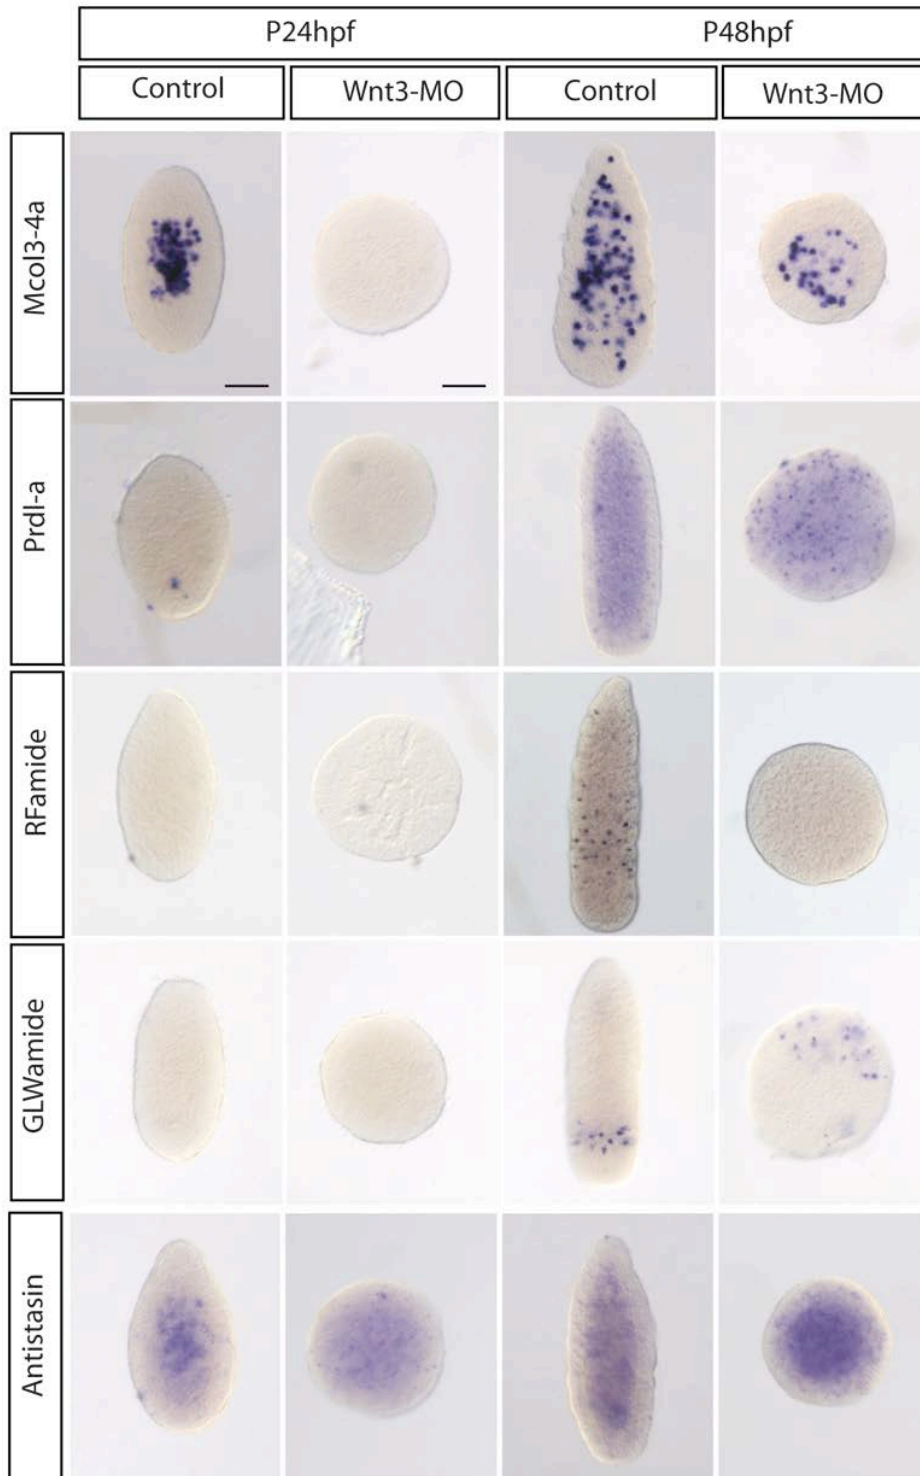 P24hpf P48hpf
Control Wnt3-MO Control Wnt3-MO
Mcol3-4a
Prdl-a
RFamide
GLWamide
Antistasin